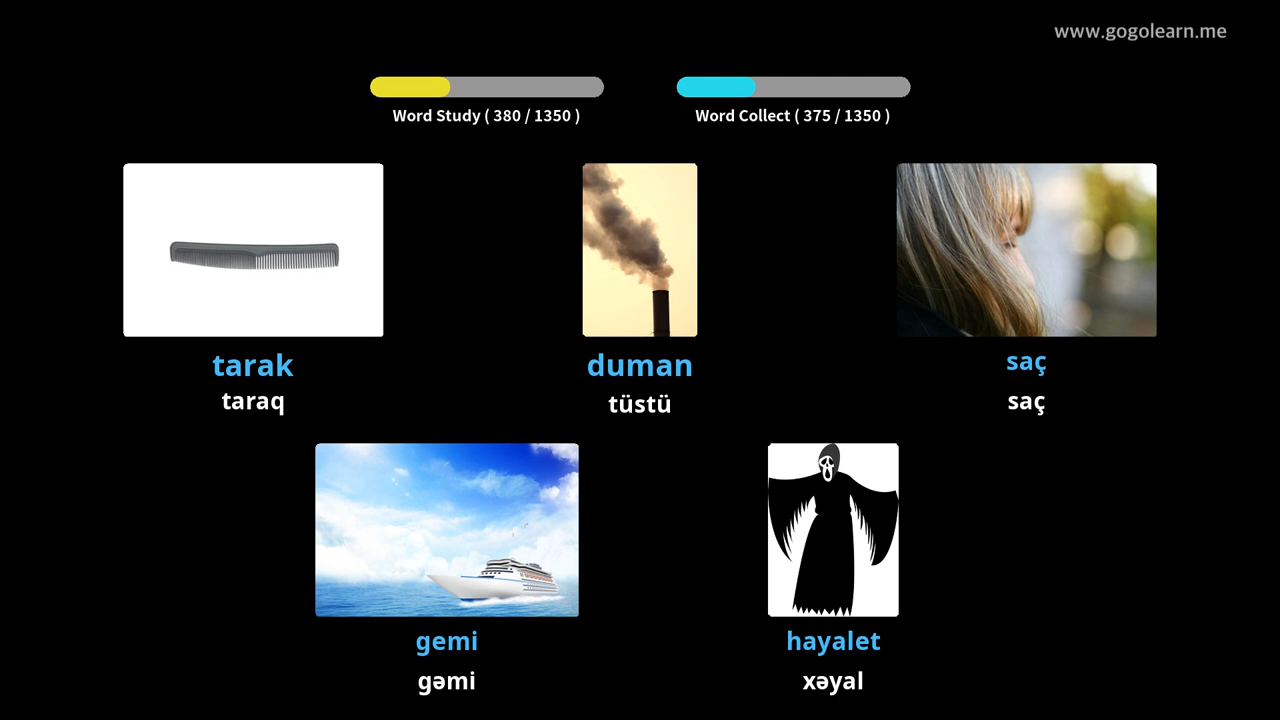 www.gogolearn.me
Word Study ( 380 / 1350 )
Word Collect ( 375 / 1350 )
tarak
taraq
duman
tüstü
saç
saç
gemi
gəmi
hayalet
xəyal